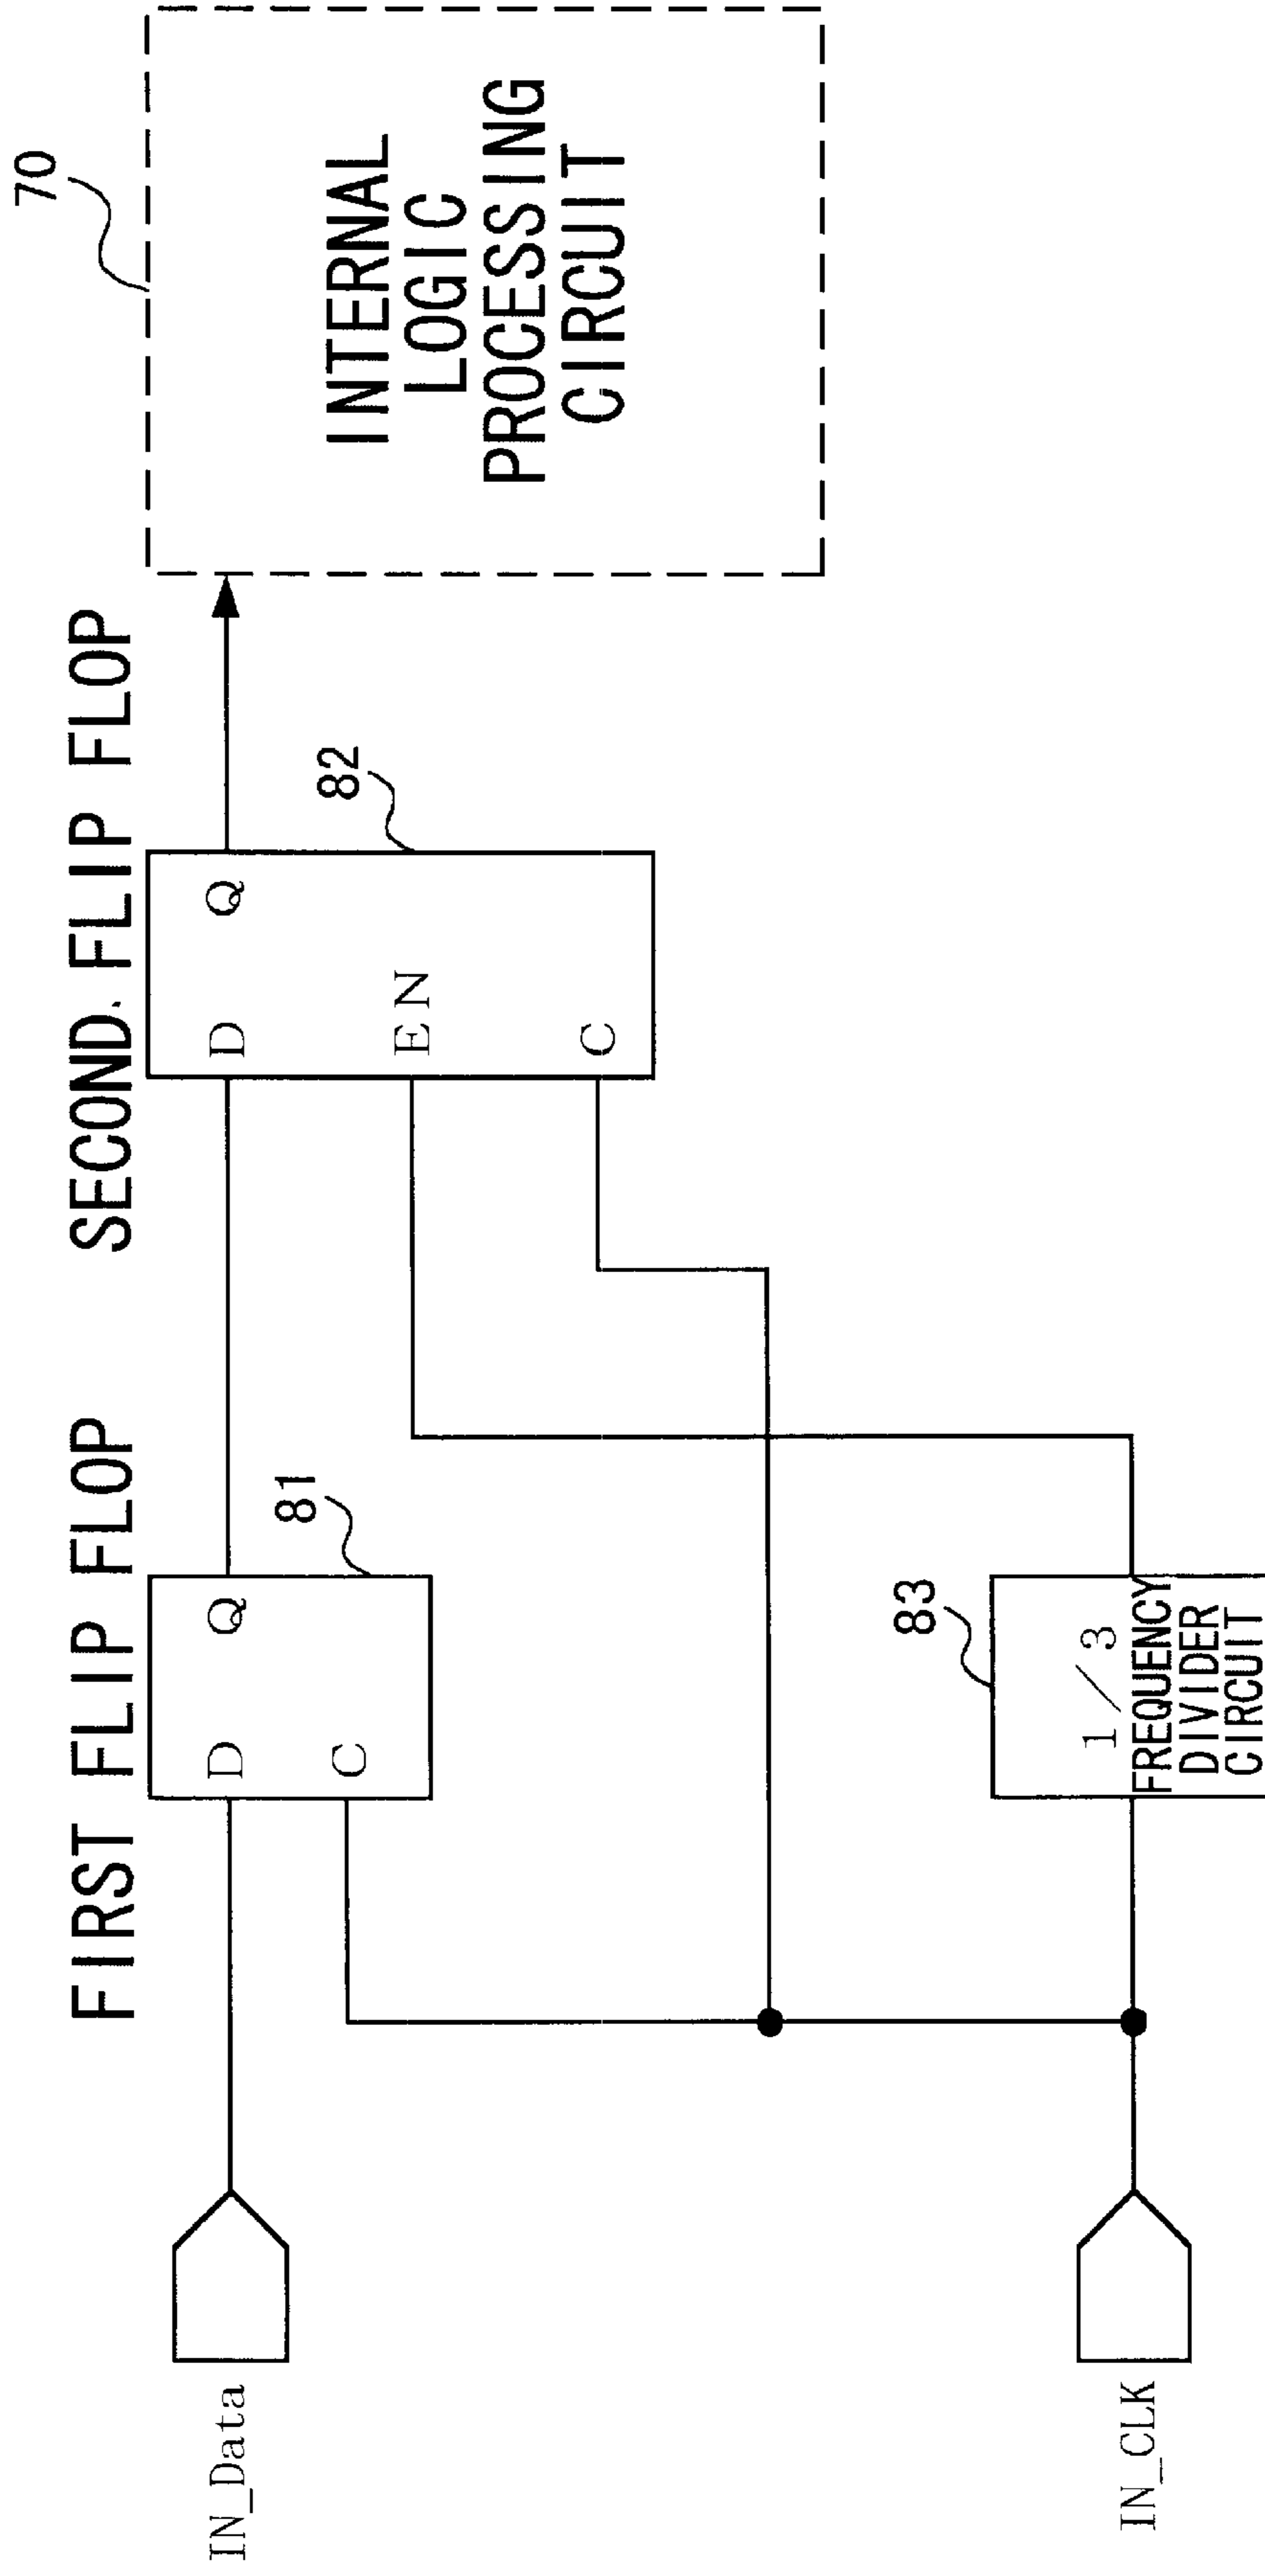 FIRST FLIP FLOP
SECOND FLIP FLOP
70
IN_Data
D
Q
C
81
D
Q
EN
C
82
INTERNAL
LOGIC
PROCESSING
CIRCUIT
83
1/3
FREQUENCY
DIVIDER
CIRCUIT
IN_CLK